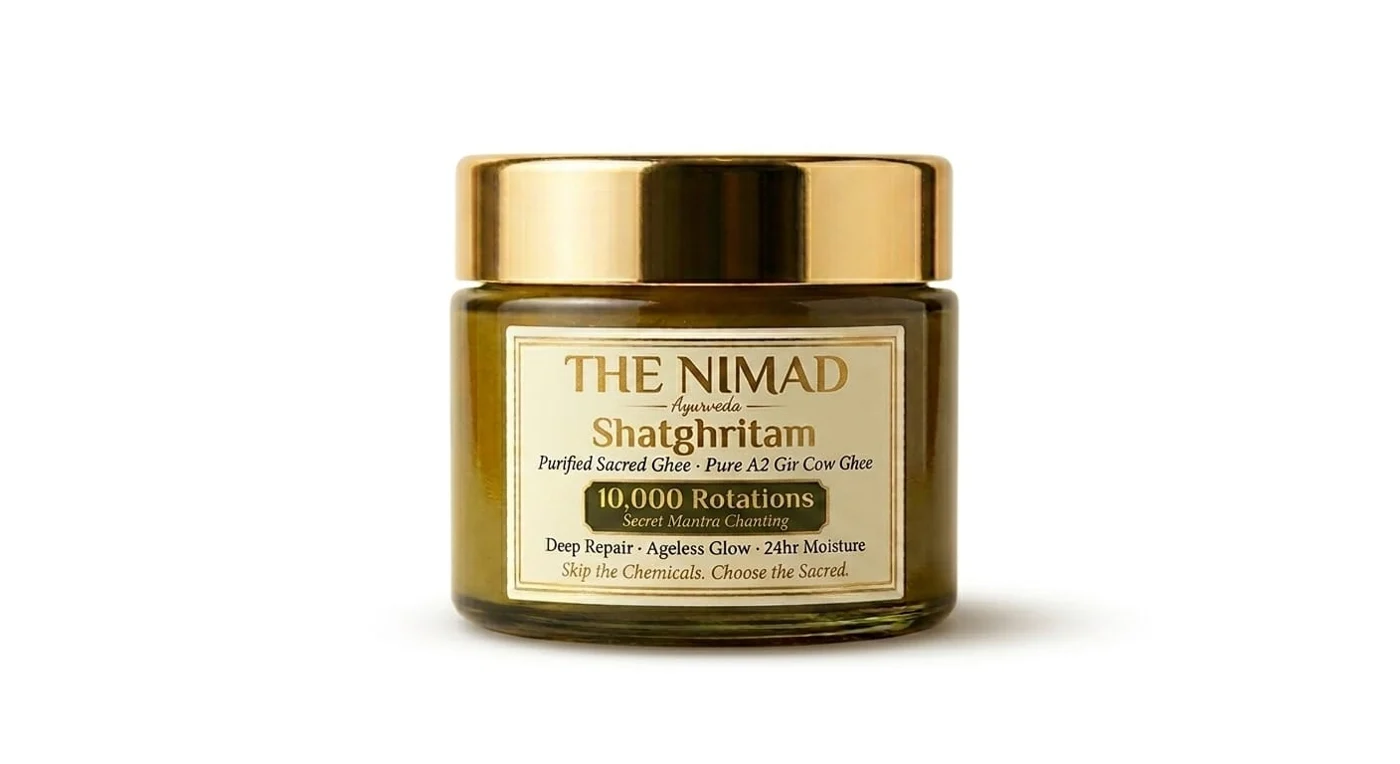 THE NIMAD
Ayurveda
Shatghritam
Purified Sacred Ghee · Pure A2 Gir Cow Ghee
10,000 Rotations
Secret Mantra Chanting
Deep Repair · Ageless Glow · 24hr Moisture
Skip the Chemicals. Choose the Sacred.